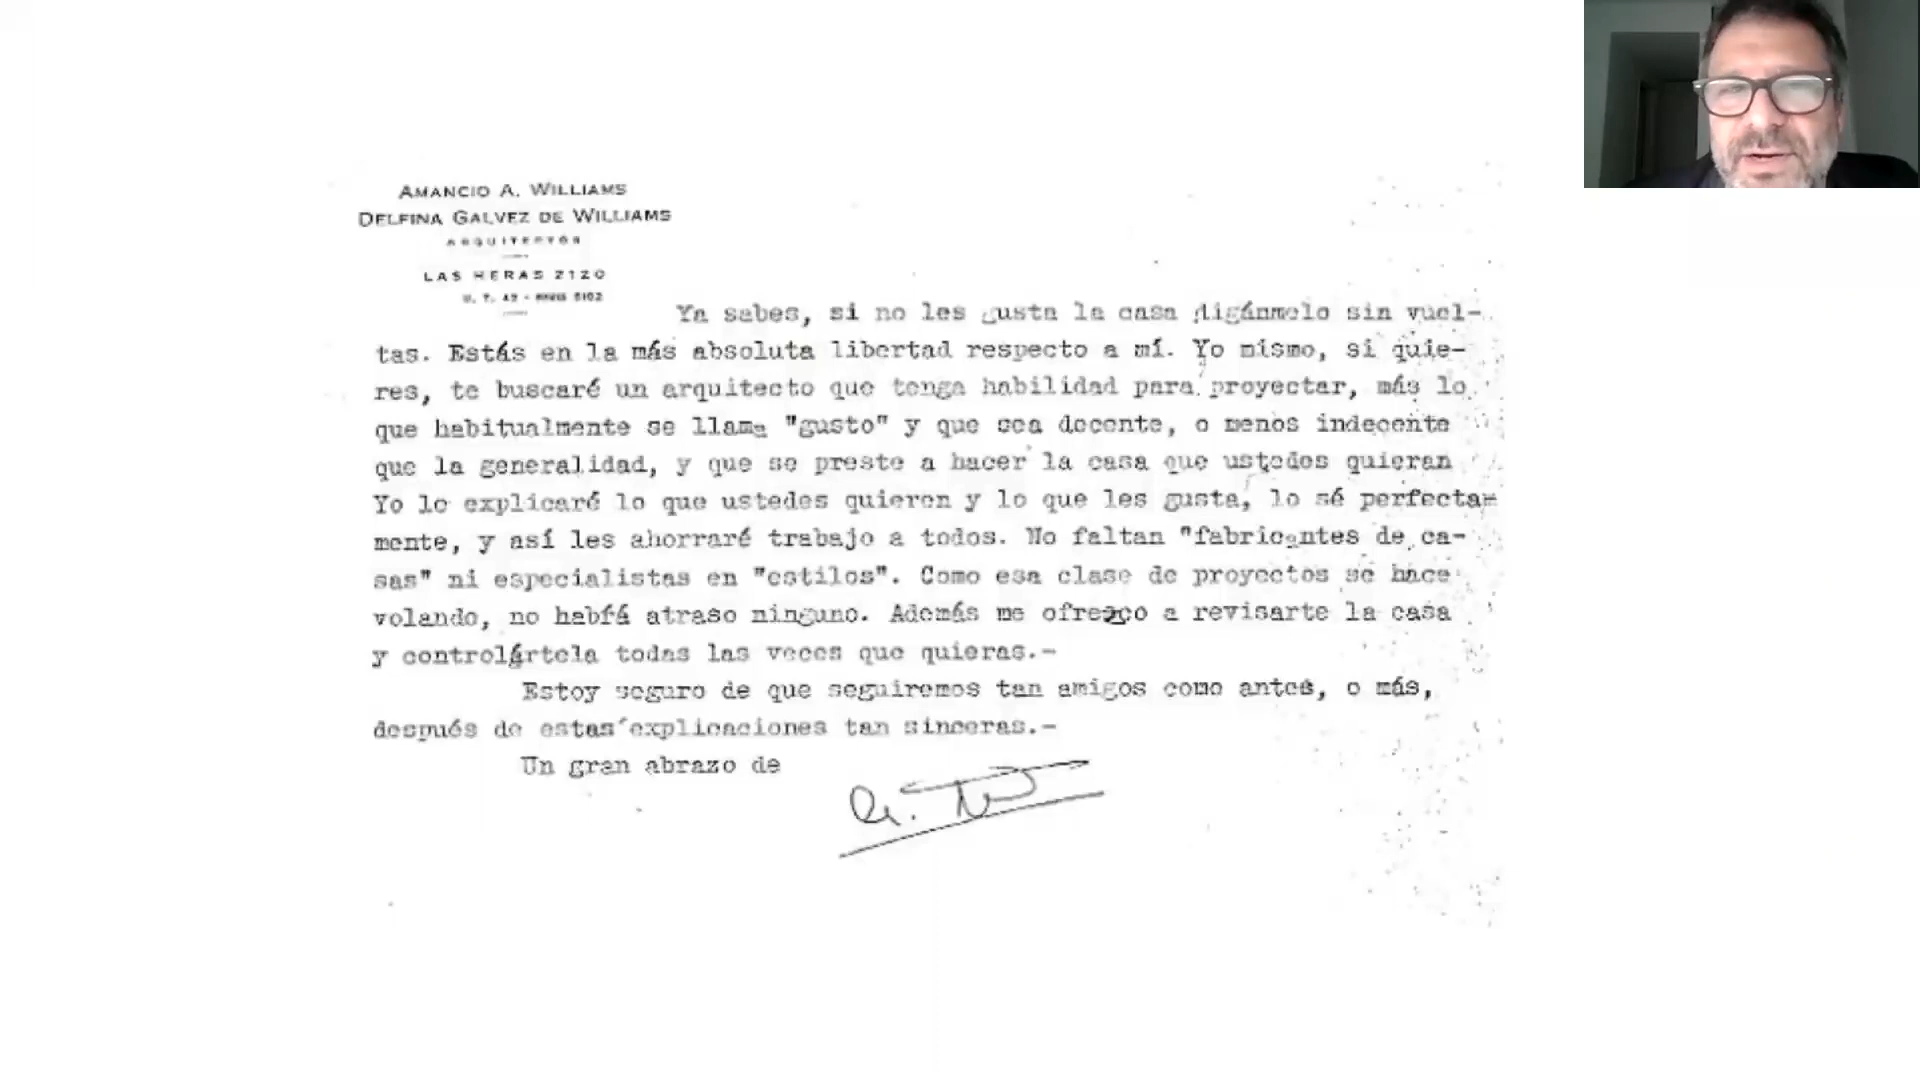 AMANCIO A. WILLIAMS
DELFINA GALVEZ DE WILLIAMS
ARQUITECTOS
LAS HERAS 2120
U. T. 42 - 5102
Ya sabes, si no les gusta la casa digánmelo sin vuel-
tas. Estás en la más absoluta libertad respecto a mí. Yo mismo, si quie-
res, te buscaré un arquitecto que tenga habilidad para proyectar, más lo
que habitualmente se llama "gusto" y que sea decente, o menos indecente
que la generalidad, y que se preste a hacer la casa que ustedes quieran
Yo le explicaré lo que ustedes quieren y lo que les gusta, lo sé perfecta-
mente, y así les ahorraré trabajo a todos. No faltan "fabricantes de ca-
sas" ni especialistas en "estilos". Como esa clase de proyectos se hace
volando, no habrá atraso ninguno. Además me ofrezco a revisarte la casa
y controlártela todas las veces que quieras.-
Estoy seguro de que seguiremos tan amigos como antes, o más,
después de estas explicaciones tan sinceras.-
Un gran abrazo de